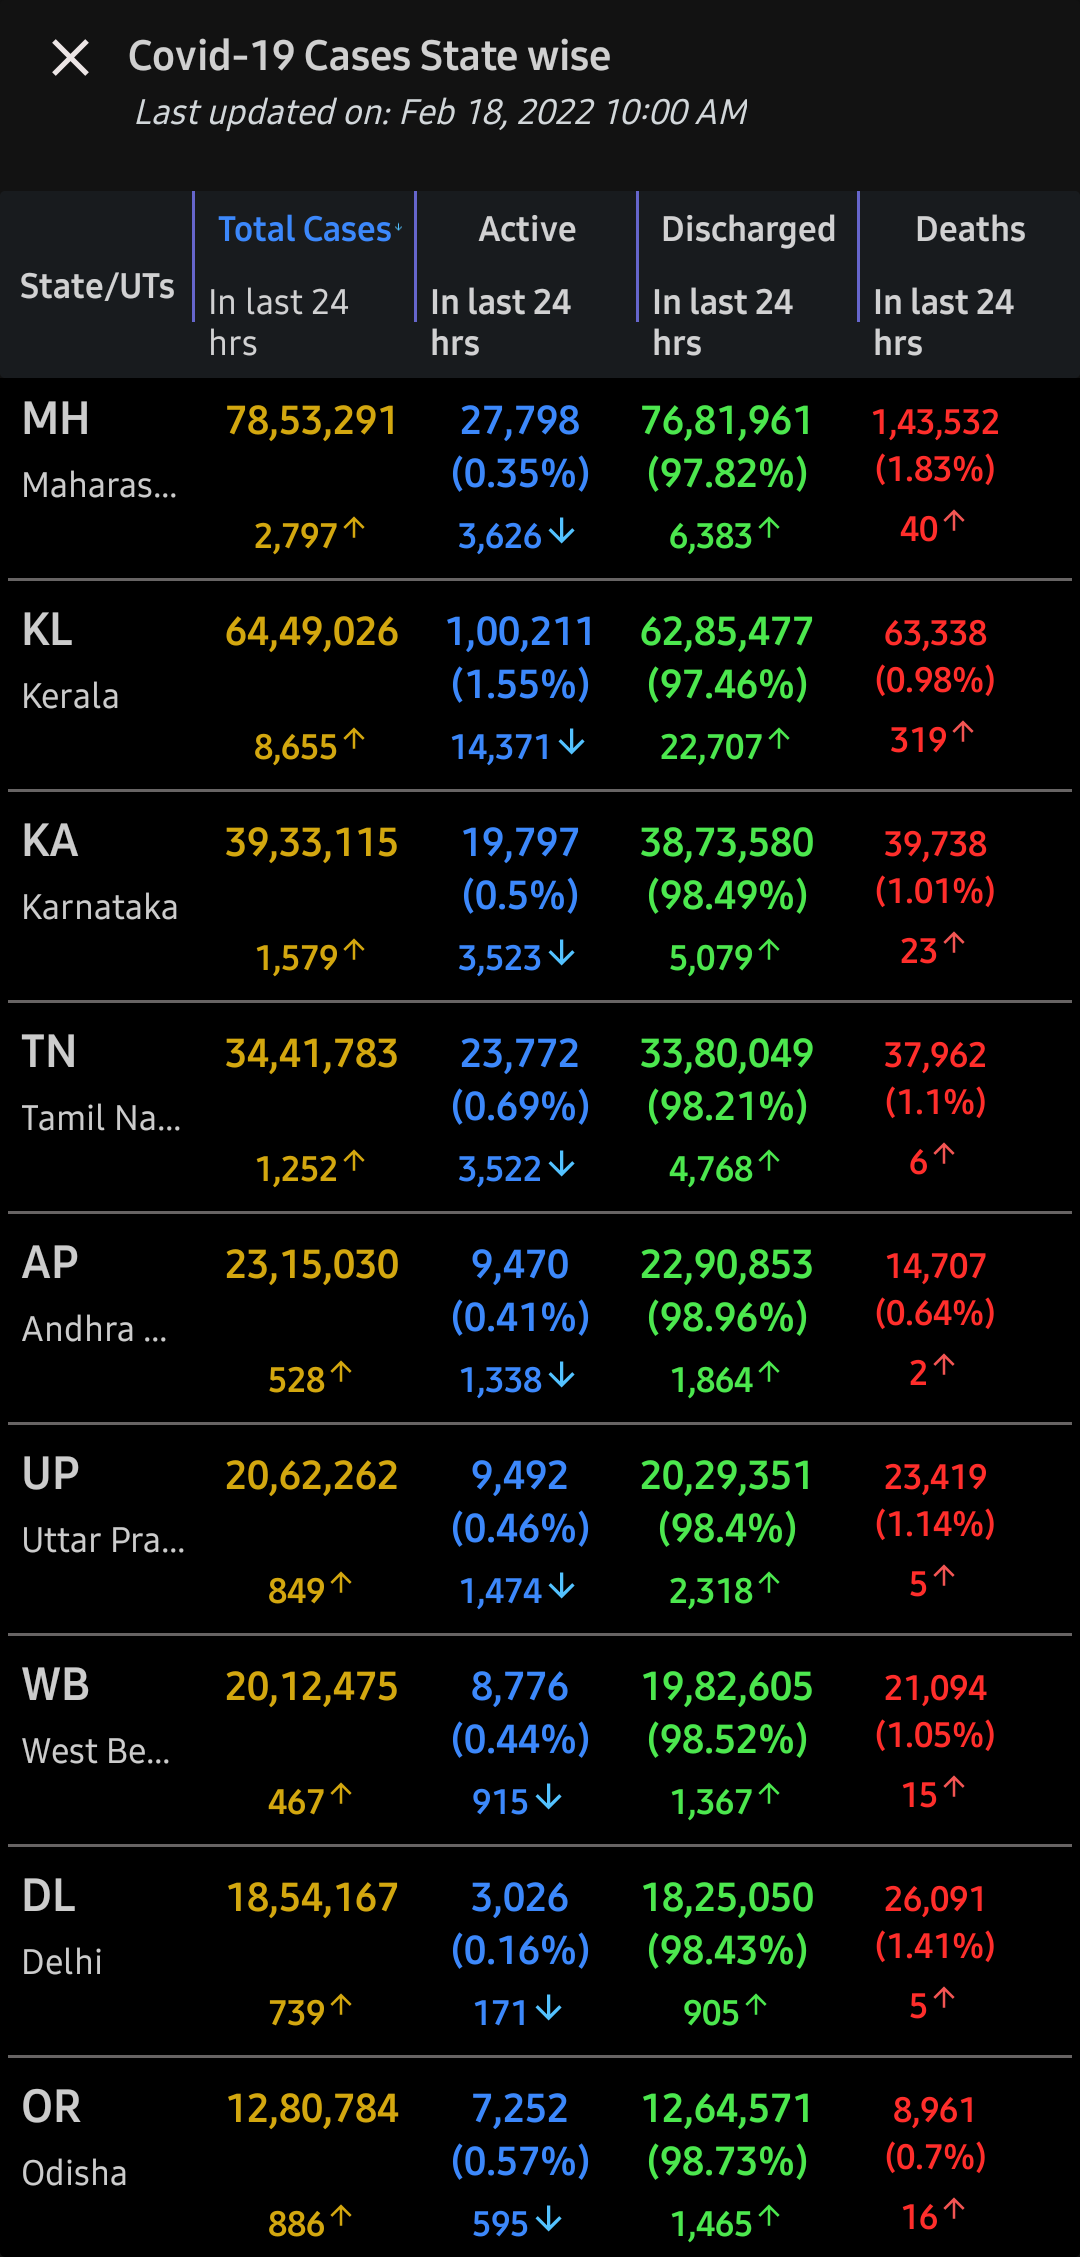 Covid-19 Cases State wise
Last updated on: Feb 18, 2022 10:00 AM
State/UTs
Total Cases
In last 24
hrs
Active
In last 24
hrs
Discharged
In last 24
hrs
Deaths
In last 24
hrs
MH 78,53,291 27,798 76,81,961 1,43,532
(0.35%) (97.82%) (1.83%)
Maharas...
2,797↑ 3,626↓ 6,383↑ 40↑
KL 64,49,026 1,00,211 62,85,477 63,338
(1.55%) (97.46%) (0.98%)
Kerala
8,655↑ 14,371↓ 22,707↑ 319↑
KA 39,33,115 19,797 38,73,580 39,738
(0.5%) (98.49%) (1.01%)
Karnataka
1,579↑ 3,523↓ 5,079↑ 23↑
TN 34,41,783 23,772 33,80,049 37,962
(0.69%) (98.21%) (1.1%)
Tamil Na...
1,252↑ 3,522↓ 4,768↑ 6↑
AP 23,15,030 9,470 22,90,853 14,707
(0.41%) (98.96%) (0.64%)
Andhra ...
528↑ 1,338↓ 1,864↑ 2↑
UP 20,62,262 9,492 20,29,351 23,419
(0.46%) (98.4%) (1.14%)
Uttar Pra...
849↑ 1,474↓ 2,318↑ 5↑
WB 20,12,475 8,776 19,82,605 21,094
(0.44%) (98.52%) (1.05%)
West Be...
467↑ 915↓ 1,367↑ 15↑
DL 18,54,167 3,026 18,25,050 26,091
(0.16%) (98.43%) (1.41%)
Delhi
739↑ 171↓ 905↑ 5↑
OR 12,80,784 7,252 12,64,571 8,961
(0.57%) (98.73%) (0.7%)
Odisha
886↑ 595↓ 1,465↑ 16↑